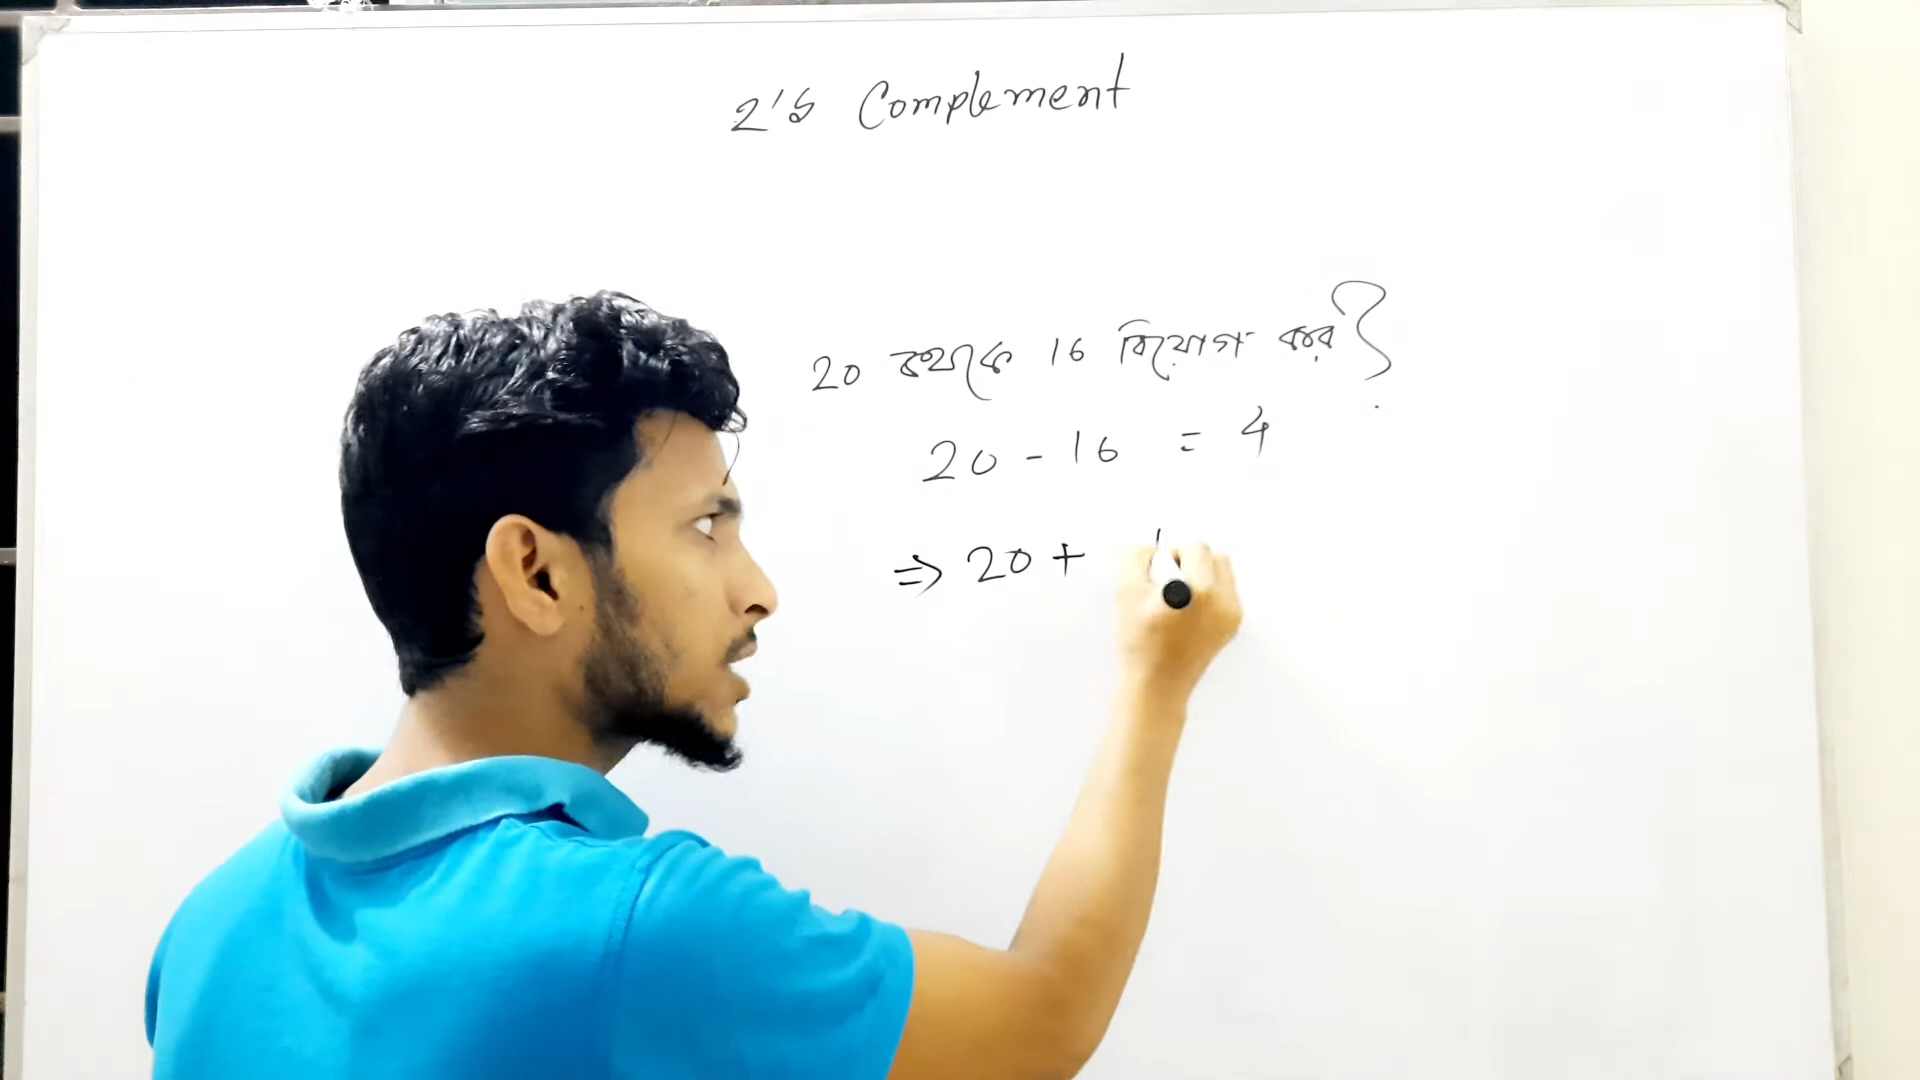 2's Complement
20 থেকে 16 বিয়োগ কর?
20 - 16 = 4
⇒ 20 +